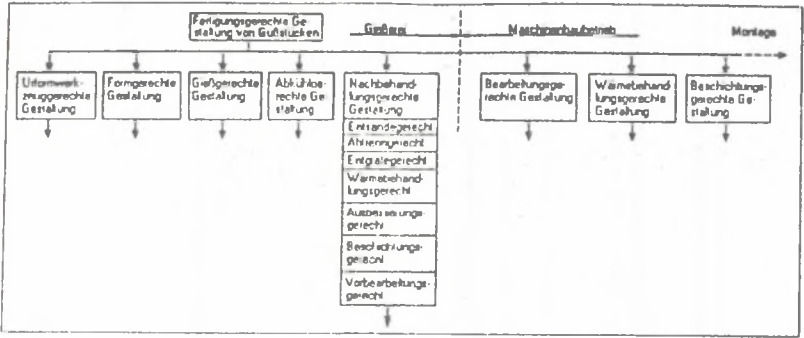 Fertigungsgerechte Ge-
staltung von Gußstücken
Gießerei
Maschinenbaubetrieb
Montage
Urformwerk-
zeuggerechte
Gestaltung
Formgerechte
Gestaltung
Gießgerechte
Gestaltung
Abkühlge-
rechte Ge-
staltung
Nachbehand-
lungsgerechte
Gestaltung
Entsandegerecht
Abtrenngerecht
Entgrategerecht
Wärmebehand-
lungsgerecht
Ausbesserungs-
gerecht
Beschichtungs-
gerecht
Vorbearbeitungs-
gerecht
Bearbeitungsge-
rechte Gestaltung
Wärmebehand-
lungsgerechte
Gestaltung
Beschichtungs-
gerechte Ge-
staltung